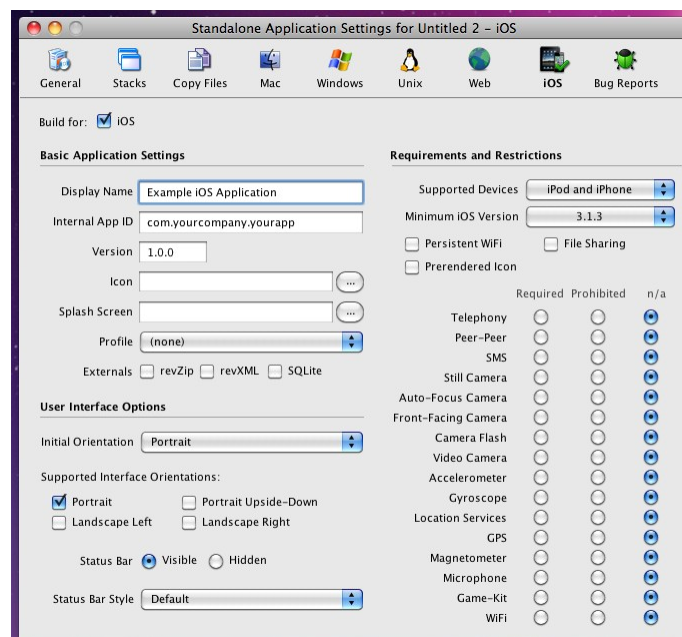 Standalone Application Settings for Untitled 2 – iOS
General Stacks Copy Files Mac Windows Unix Web iOS Bug Reports
Build for: iOS
Basic Application Settings
Display Name Example iOS Application
Internal App ID com.yourcompany.yourapp
Version 1.0.0
Icon ...
Splash Screen ...
Profile (none)
Externals revZip revXML SQLite
User Interface Options
Initial Orientation Portrait
Supported Interface Orientations:
Portrait Portrait Upside-Down
Landscape Left Landscape Right
Status Bar Visible Hidden
Status Bar Style Default
Requirements and Restrictions
Supported Devices iPod and iPhone
Minimum iOS Version 3.1.3
Persistent WiFi File Sharing
Prerendered Icon
Required Prohibited n/a
Telephony
Peer-Peer
SMS
Still Camera
Auto-Focus Camera
Front-Facing Camera
Camera Flash
Video Camera
Accelerometer
Gyroscope
Location Services
GPS
Magnetometer
Microphone
Game-Kit
WiFi